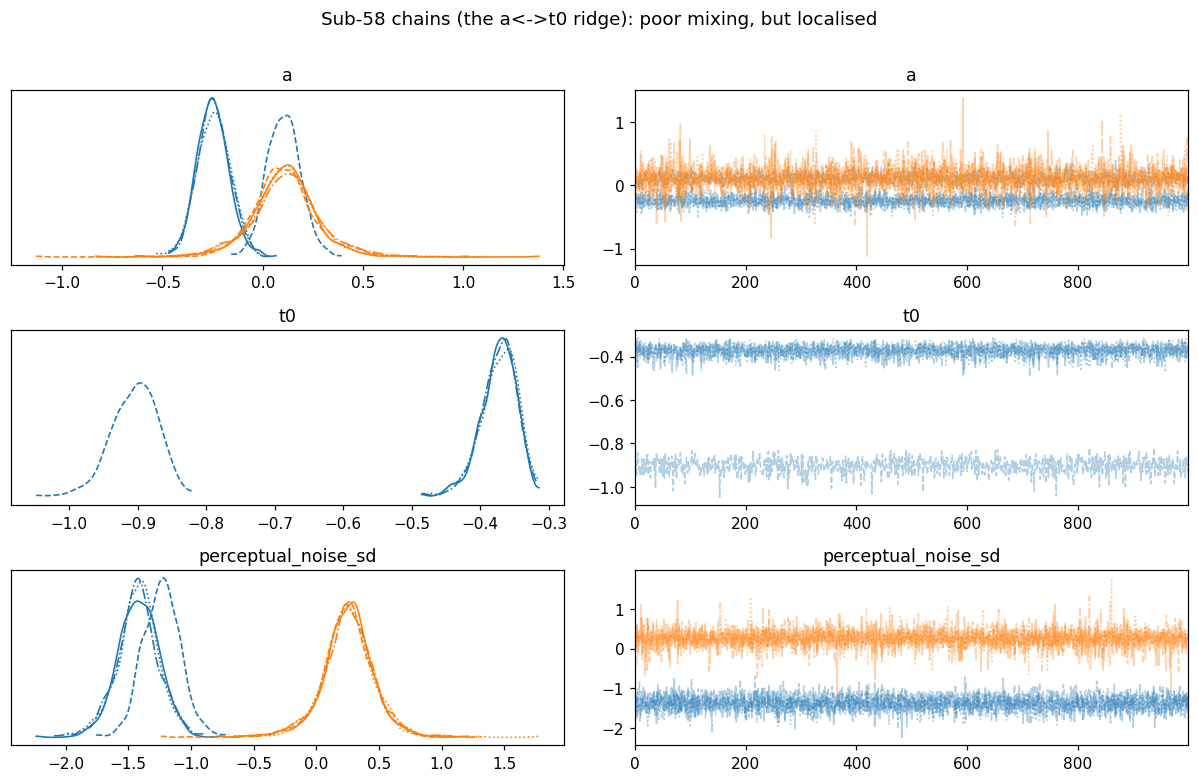 Sub-58 chains (the a<->t0 ridge): poor mixing, but localised
a
a
1
0
−1
−1.0 −0.5 0.0 0.5 1.0 1.5
0 200 400 600 800
t0
t0
−0.4
−0.6
−0.8
−1.0
−1.0 −0.9 −0.8 −0.7 −0.6 −0.5 −0.4 −0.3
0 200 400 600 800
perceptual_noise_sd
perceptual_noise_sd
1
0
−1
−2
−2.0 −1.5 −1.0 −0.5 0.0 0.5 1.0 1.5
0 200 400 600 800